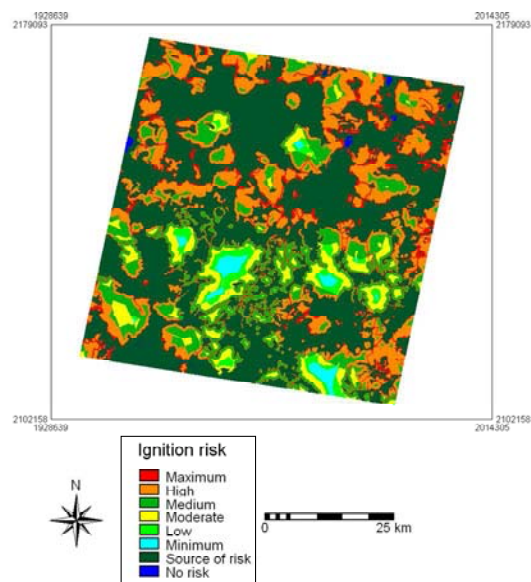 1928639 2014305
2179093 2179093
2102158 2102158
1928639 2014305
Ignition risk
Maximum
High
Medium
Moderate
Low
Minimum
Source of risk
No risk
N
0 25 km